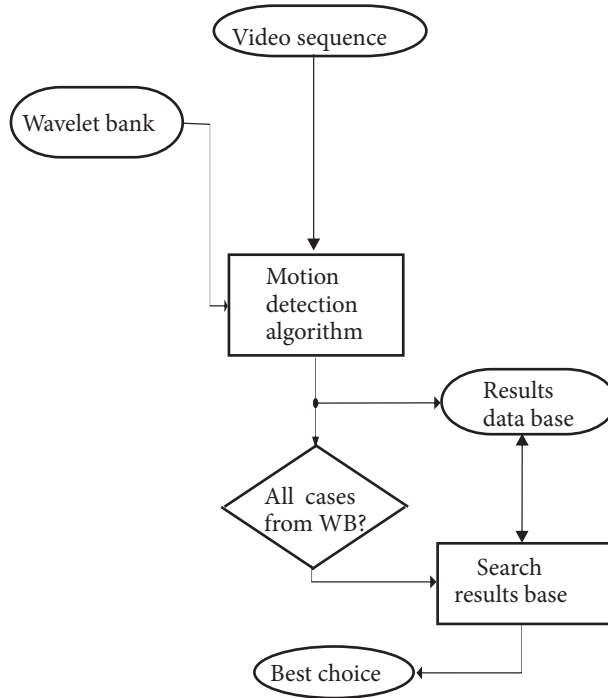 Video sequence
Wavelet bank
Motion
detection
algorithm
Results
data base
All cases
from WB?
Search
results base
Best choice